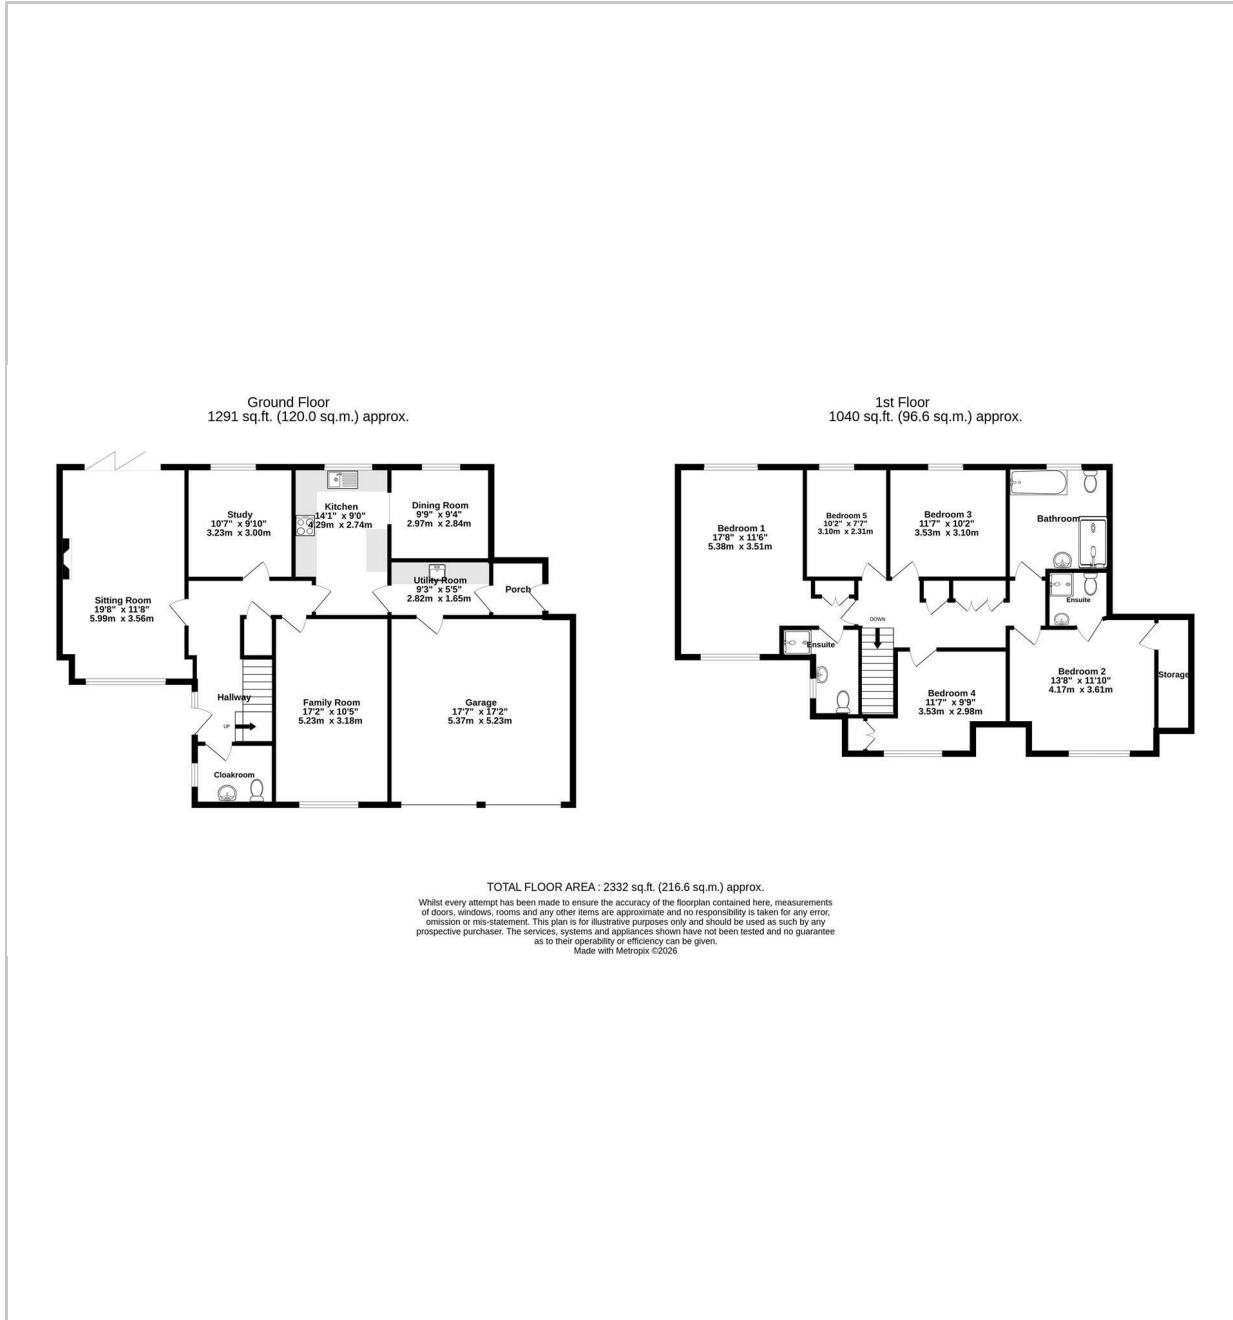 Ground Floor
1291 sq.ft. (120.0 sq.m.) approx.
Study
10'7" x 9'10"
3.23m x 3.00m
Kitchen
14'1" x 9'0"
4.29m x 2.74m
Dining Room
9'9" x 9'4"
2.97m x 2.84m
Utility Room
9'3" x 5'5"
2.82m x 1.65m
Porch
Sitting Room
19'8" x 11'8"
5.99m x 3.56m
Hallway
UP
Family Room
17'2" x 10'5"
5.23m x 3.18m
Garage
17'7" x 17'2"
5.37m x 5.23m
Cloakroom
1st Floor
1040 sq.ft. (96.6 sq.m.) approx.
Bedroom 1
17'8" x 11'6"
5.38m x 3.51m
Bedroom 5
10'2" x 7'7"
3.10m x 2.31m
Bedroom 3
11'7" x 10'2"
3.53m x 3.10m
Bathroom
Ensuite
DOWN
Ensuite
Bedroom 2
13'8" x 11'10"
4.17m x 3.61m
Storage
Bedroom 4
11'7" x 9'9"
3.53m x 2.98m
TOTAL FLOOR AREA : 2332 sq.ft. (216.6 sq.m.) approx.
Whilst every attempt has been made to ensure the accuracy of the floorplan contained here, measurements
of doors, windows, rooms and any other items are approximate and no responsibility is taken for any error,
omission or mis-statement. This plan is for illustrative purposes only and should be used as such by any
prospective purchaser. The services, systems and appliances shown have not been tested and no guarantee
as to their operability or efficiency can be given.
Made with Metropix ©2026